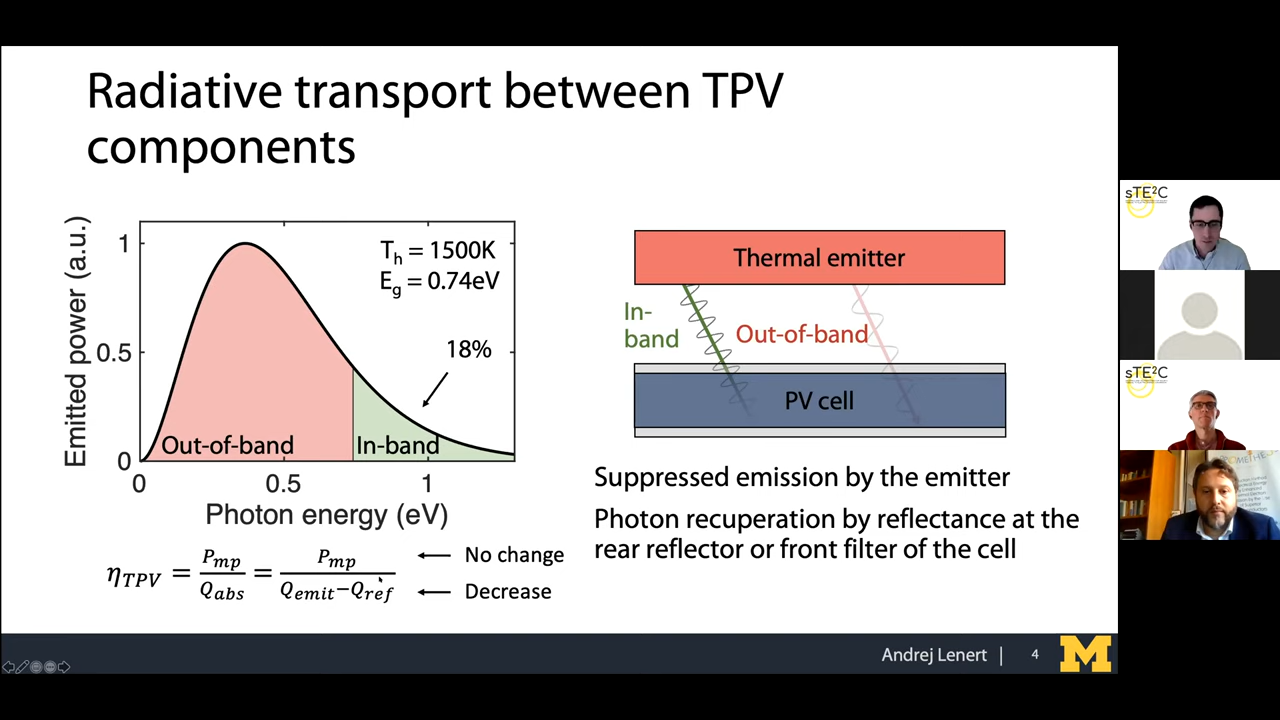 Radiative transport between TPV
components
Emitted power (a.u.)
1
0.5
0
T_h = 1500K
E_g = 0.74eV
18%
Out-of-band
In-band
0
0.5
1
Photon energy (eV)
η_TPV = P_mp / Q_abs = P_mp / (Q_emit − Q_ref)
No change
Decrease
Thermal emitter
In-
band
Out-of-band
PV cell
Suppressed emission by the emitter
Photon recuperation by reflectance at the
rear reflector or front filter of the cell
Andrej Lenert |
4
M
sTE²C
sTE²C